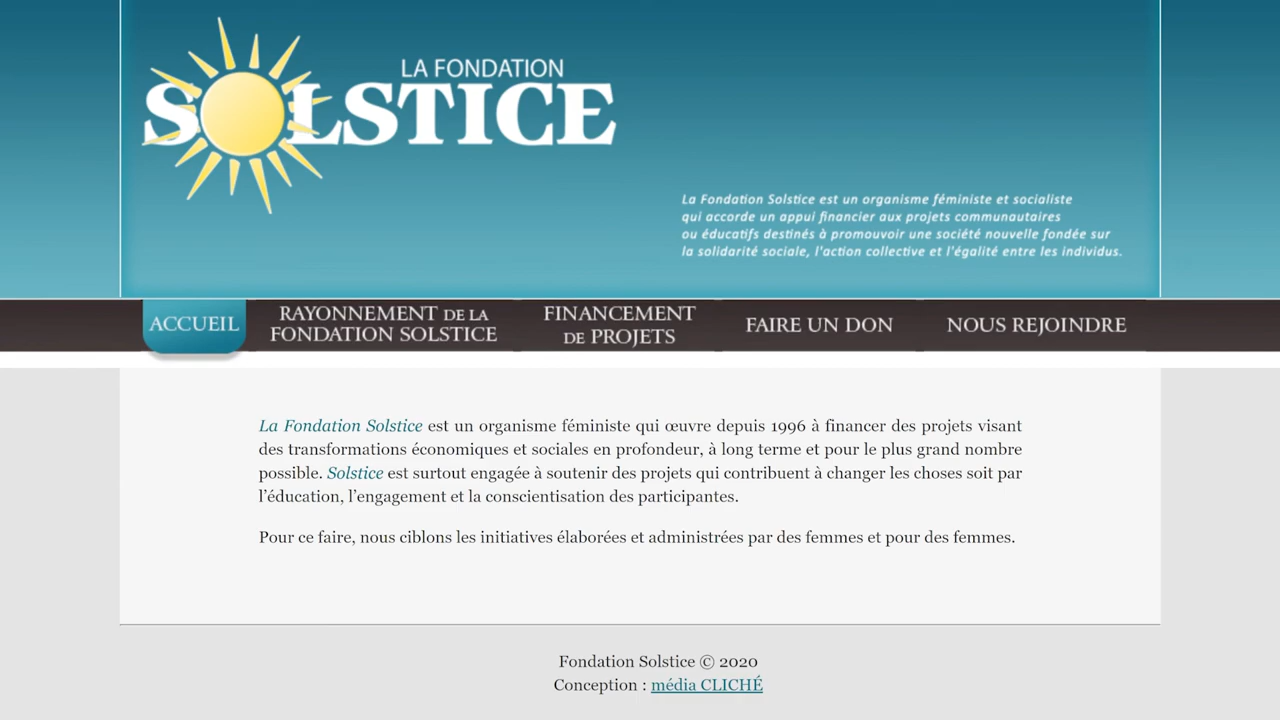 LA FONDATION
SOLSTICE
La Fondation Solstice est un organisme féministe et socialiste
qui accorde un appui financier aux projets communautaires
ou éducatifs destinés à promouvoir une société nouvelle fondée sur
la solidarité sociale, l'action collective et l'égalité entre les individus.
ACCUEIL
RAYONNEMENT DE LA
FONDATION SOLSTICE
FINANCEMENT
DE PROJETS
FAIRE UN DON
NOUS REJOINDRE
La Fondation Solstice est un organisme féministe qui œuvre depuis 1996 à financer des projets visant
des transformations économiques et sociales en profondeur, à long terme et pour le plus grand nombre
possible. Solstice est surtout engagée à soutenir des projets qui contribuent à changer les choses soit par
l’éducation, l’engagement et la conscientisation des participantes.
Pour ce faire, nous ciblons les initiatives élaborées et administrées par des femmes et pour des femmes.
Fondation Solstice © 2020
Conception : média CLICHÉ